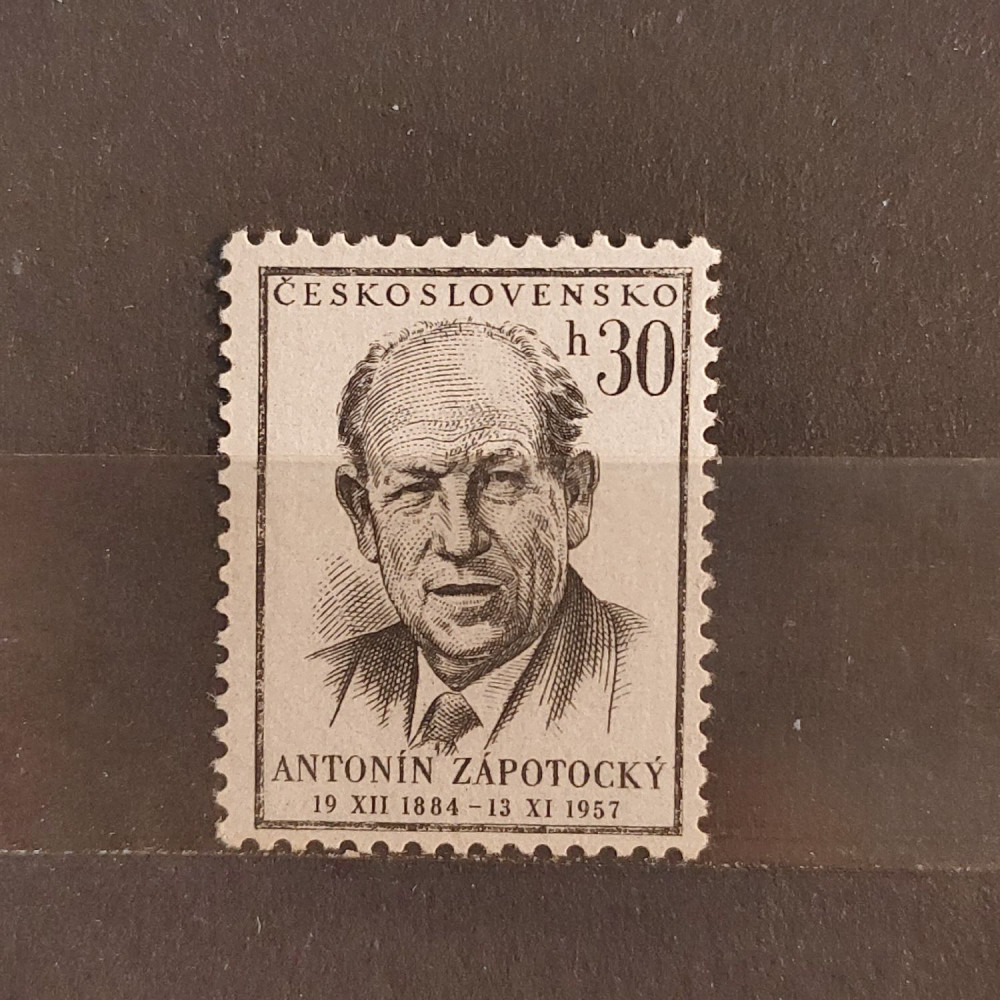 ČESKOSLOVENSKO
h 30
ANTONÍN ZÁPOTOCKÝ
19 XII 1884 – 13 XI 1957